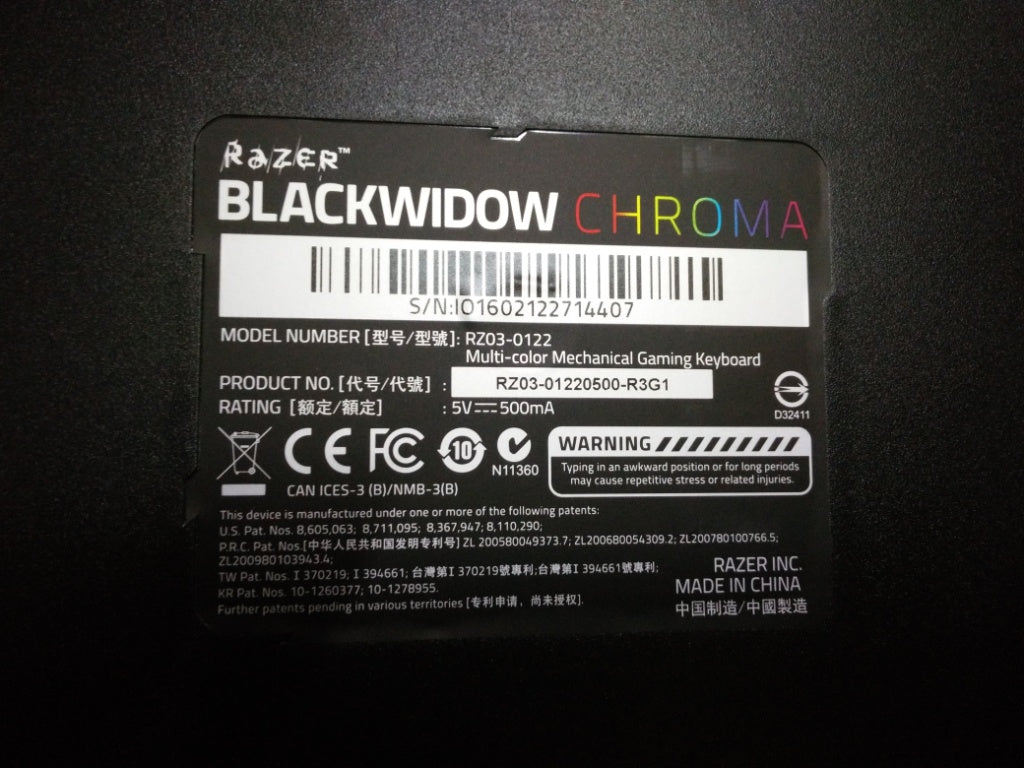 RAZER™
BLACKWIDOW CHROMA
S/N:IO1602122714407
MODEL NUMBER [型号/型號]: RZ03-0122
Multi-color Mechanical Gaming Keyboard
PRODUCT NO. [代号/代號] : RZ03-01220500-R3G1
RATING [额定/額定] : 5V⎓500mA
D32411
CE FC 10 N11360
CAN ICES-3 (B)/NMB-3(B)
WARNING
Typing in an awkward position or for long periods
may cause repetitive stress or related injuries.
This device is manufactured under one or more of the following patents:
U.S. Pat. Nos. 8,605,063; 8,711,095; 8,367,947; 8,110,290;
P.R.C. Pat. Nos.[中华人民共和国发明专利号] ZL 200580049373.7; ZL200680054309.2; ZL200780100766.5;
ZL200980103943.4;
TW Pat. Nos. I 370219; I 394661; 台灣第I 370219號專利;台灣第I 394661號專利;
KR Pat. Nos. 10-1260377; 10-1278955.
Further patents pending in various territories [专利申请，尚未授权].
RAZER INC.
MADE IN CHINA
中国制造/中國製造